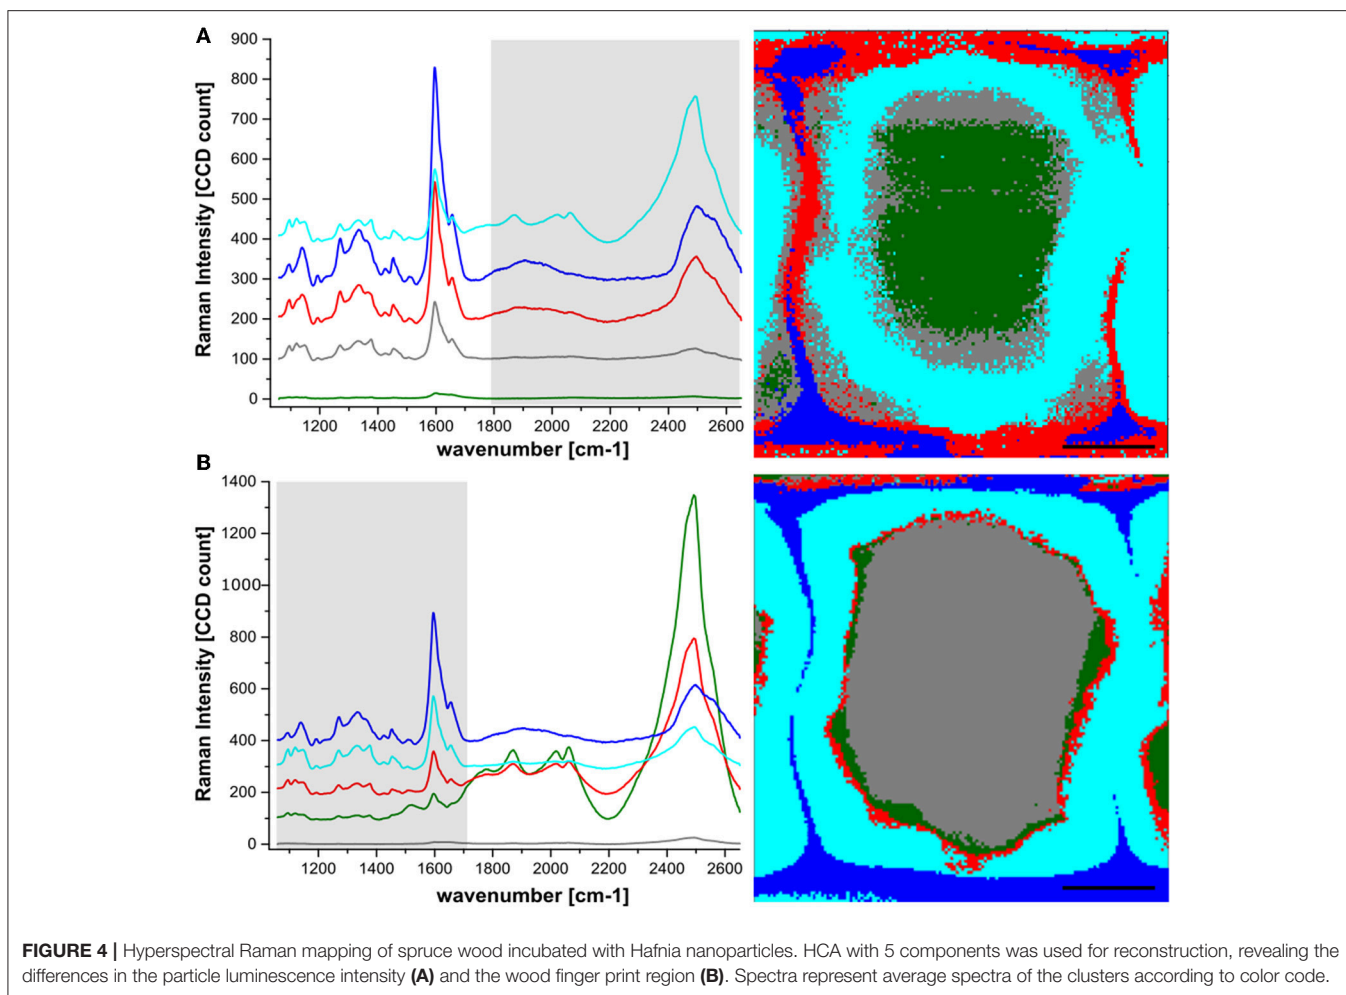 A
900
800
700
600
500
400
300
200
100
0
Raman Intensity [CCD count]
1200 1400 1600 1800 2000 2200 2400 2600
wavenumber [cm-1]
B
1400
1200
1000
800
600
400
200
0
Raman Intensity [CCD count]
1200 1400 1600 1800 2000 2200 2400 2600
wavenumber [cm-1]
FIGURE 4 | Hyperspectral Raman mapping of spruce wood incubated with Hafnia nanoparticles. HCA with 5 components was used for reconstruction, revealing the
differences in the particle luminescence intensity (A) and the wood finger print region (B). Spectra represent average spectra of the clusters according to color code.